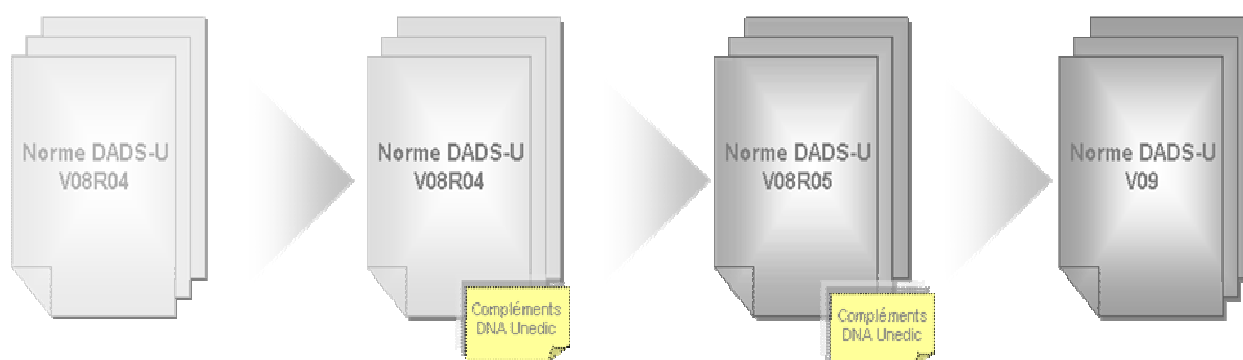 Norme DADS-U
V08R04
Norme DADS-U
V08R04
Compléments
DNA Unedic
Norme DADS-U
V08R05
Compléments
DNA Unedic
Norme DADS-U
V09